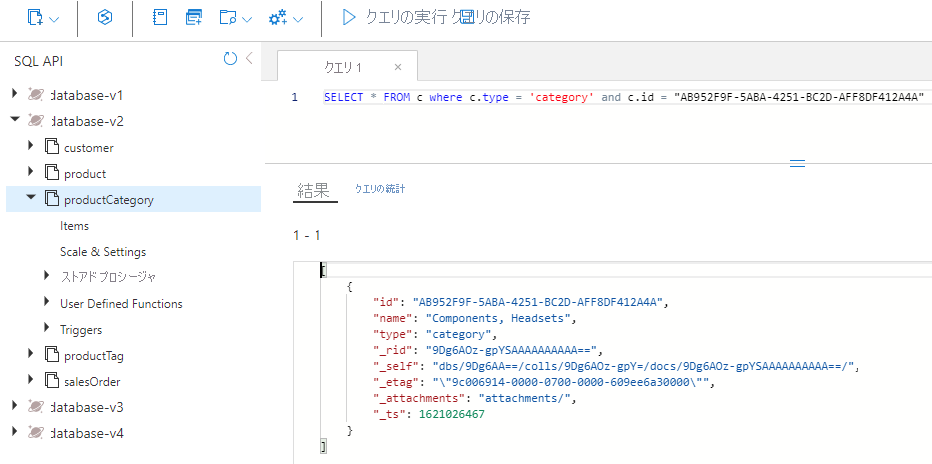 クエリの実行 クエリの保存
SQL API
database-v1
database-v2
customer
product
productCategory
Items
Scale & Settings
ストアド プロシージャ
User Defined Functions
Triggers
productTag
salesOrder
database-v3
database-v4
クエリ 1 ×
1 SELECT * FROM c where c.type = 'category' and c.id = "AB952F9F-5ABA-4251-BC2D-AFF8DF412A4A"
結果 クエリの統計
1 - 1
[
{
"id": "AB952F9F-5ABA-4251-BC2D-AFF8DF412A4A",
"name": "Components, Headsets",
"type": "category",
"_rid": "9Dg6AOz-gpYSAAAAAAAAAA==",
"_self": "dbs/9Dg6AA==/colls/9Dg6AOz-gpY=/docs/9Dg6AOz-gpYSAAAAAAAAAA==/",
"_etag": "\"9c006914-0000-0700-0000-609ee6a30000\"",
"_attachments": "attachments/",
"_ts": 1621026467
}
]